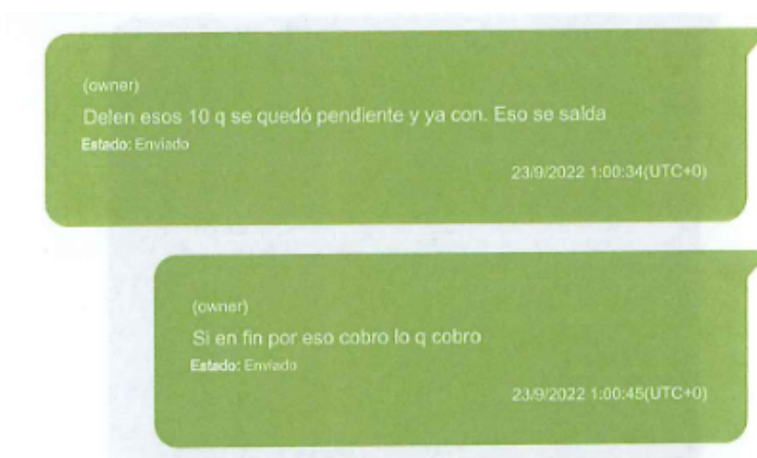 (owner)
Delen esos 10 q se quedó pendiente y ya con. Eso se salda
Estado: Enviado
23/9/2022 1:00:34(UTC+0)
(owner)
Si en fin por eso cobro lo q cobro
Estado: Enviado
23/9/2022 1:00:45(UTC+0)